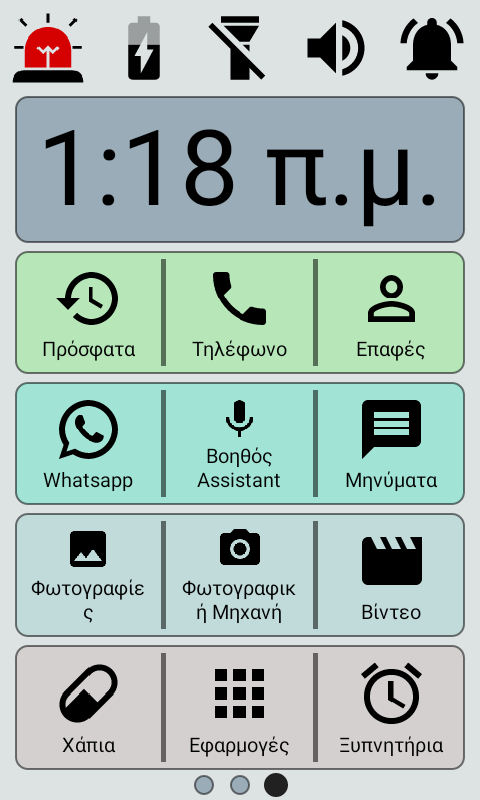 1:18 π.μ.
Πρόσφατα
Τηλέφωνο
Επαφές
Whatsapp
Βοηθός
Assistant
Μηνύματα
Φωτογραφίε
ς
Φωτογραφικ
ή Μηχανή
Βίντεο
Χάπια
Εφαρμογές
Ξυπνητήρια